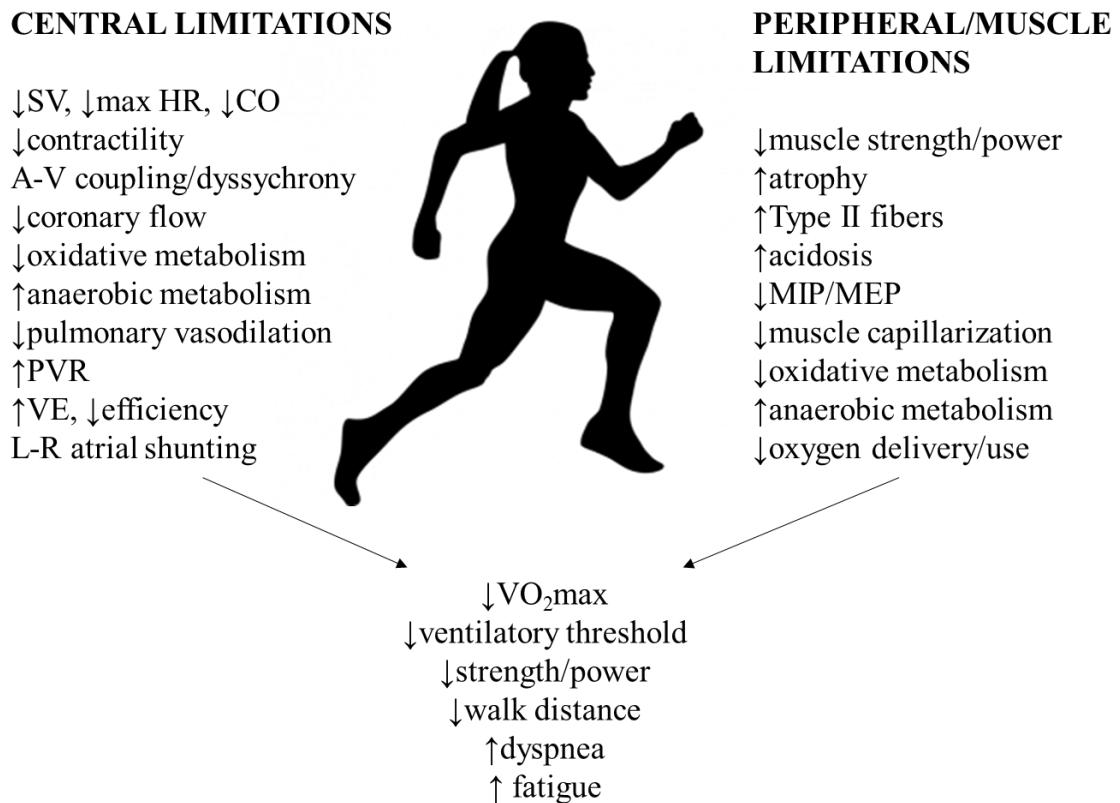 CENTRAL LIMITATIONS
↓SV, ↓max HR, ↓CO
↓contractility
A-V coupling/dyssychrony
↓coronary flow
↓oxidative metabolism
↑anaerobic metabolism
↓pulmonary vasodilation
↑PVR
↑VE, ↓efficiency
L-R atrial shunting
PERIPHERAL/MUSCLE
LIMITATIONS
↓muscle strength/power
↑atrophy
↑Type II fibers
↑acidosis
↓MIP/MEP
↓muscle capillarization
↓oxidative metabolism
↑anaerobic metabolism
↓oxygen delivery/use
↓VO₂max
↓ventilatory threshold
↓strength/power
↓walk distance
↑dyspnea
↑ fatigue